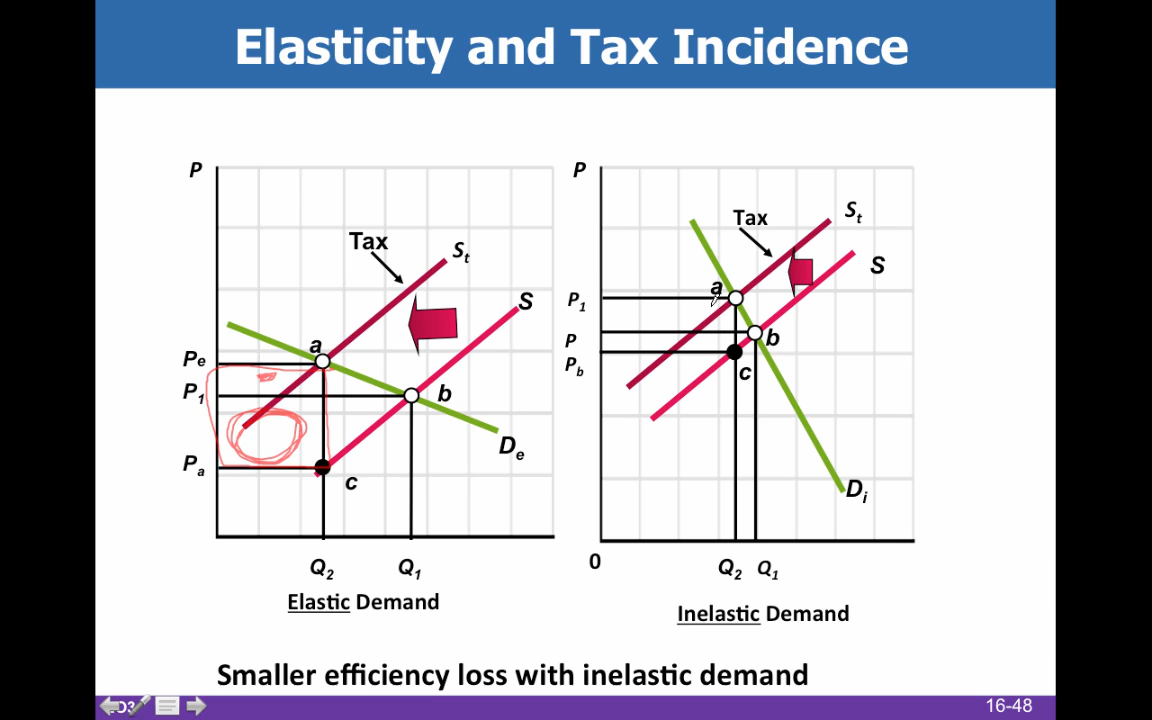 Elasticity and Tax Incidence
P
Tax
St
S
a
Pe
P1
b
De
Pa
c
Q2 Q1
Elastic Demand
P
Tax
St
S
a
P1
P
b
Pb
c
Di
0
Q2 Q1
Inelastic Demand
Smaller efficiency loss with inelastic demand
16-48